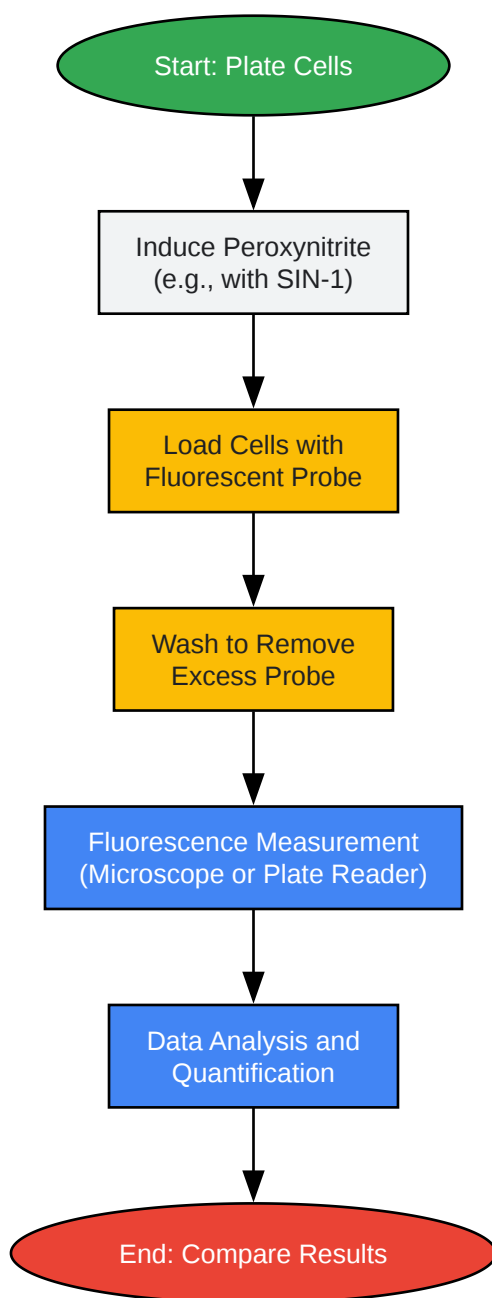 Start: Plate Cells
Induce Peroxynitrite
(e.g., with SIN-1)
Load Cells with
Fluorescent Probe
Wash to Remove
Excess Probe
Fluorescence Measurement
(Microscope or Plate Reader)
Data Analysis and
Quantification
End: Compare Results